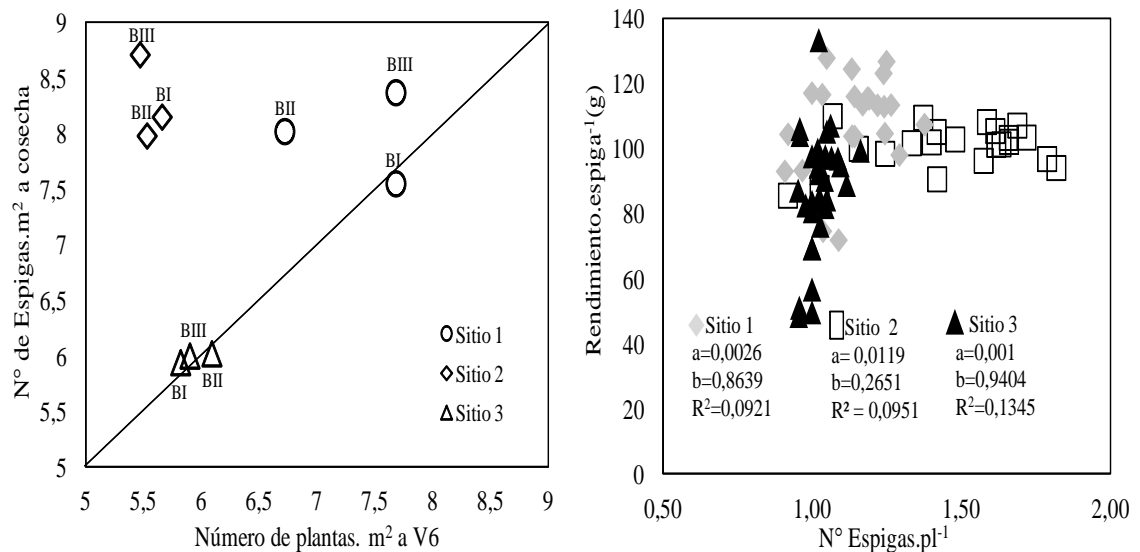 9
8,5
8
7,5
7
6,5
6
5,5
5
N° de Espigas.m² a cosecha
BIII
BI
BII
BIII
BII
BI
BIII
BI
BII
Sitio 1
Sitio 2
Sitio 3
5 5,5 6 6,5 7 7,5 8 8,5 9
Número de plantas. m² a V6
140
120
100
80
60
40
20
0
Rendimiento.espiga⁻¹(g)
Sitio 1 Sitio 2 Sitio 3
a=0,0026 a= 0,0119 a=0,001
b=0,8639 b=0,2651 b=0,9404
R²=0,0921 R² = 0,0951 R²=0,1345
0,50 1,00 1,50 2,00
N° Espigas.pl⁻¹